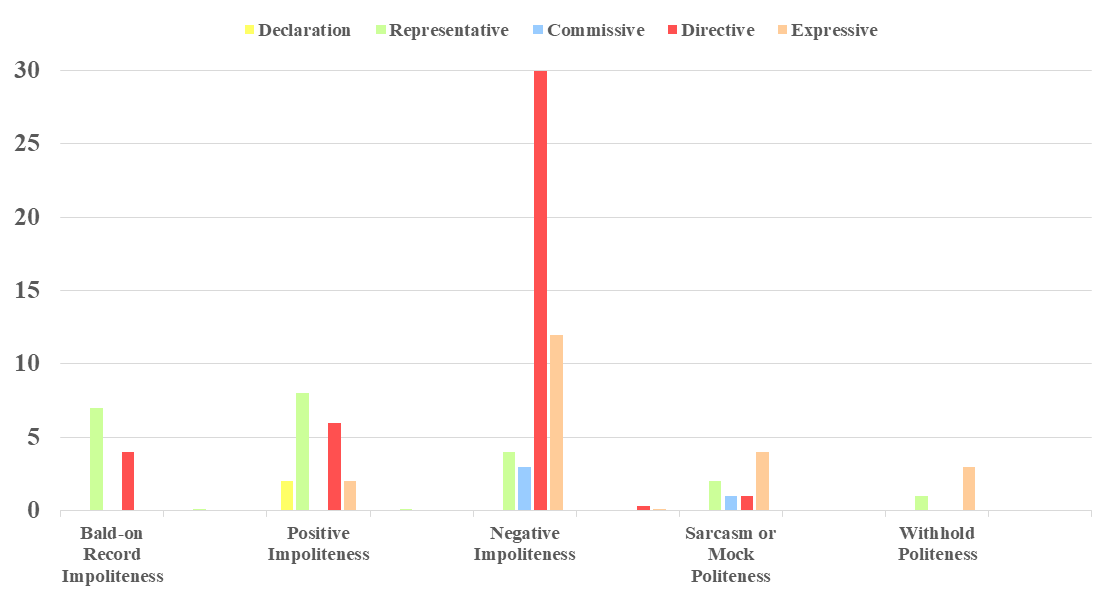 Declaration Representative Commissive Directive Expressive
30
25
20
15
10
5
0
Bald-on
Record
Impoliteness
Positive
Impoliteness
Negative
Impoliteness
Sarcasm or
Mock
Politeness
Withhold
Politeness